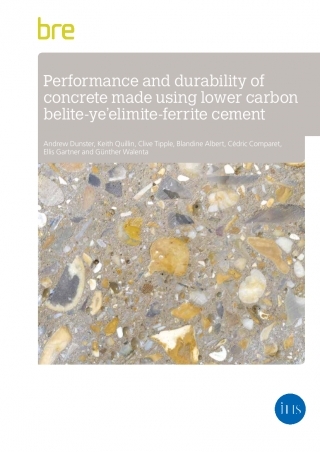 bre
Performance and durability of
concrete made using lower carbon
belite-ye'elimite-ferrite cement
Andrew Dunster, Keith Quillin, Clive Tipple, Blandine Albert, Cédric Comparet,
Ellis Gartner and Günther Walenta
ihs